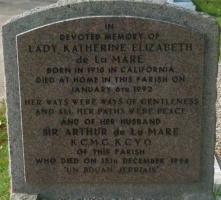 IN
DEVOTED MEMORY OF
LADY KATHERINE ELIZABETH
de La MARE
BORN IN 1910 IN CALIFORNIA
DIED AT HOME IN THIS PARISH ON
JANUARY 6TH 1992
HER WAYS WERE WAYS OF GENTLENESS
AND ALL HER PATHS WERE PEACE
AND OF HER HUSBAND
SIR ARTHUR de La MARE
K.C.M.G. K.C.V.O.
OF THIS PARISH
WHO DIED ON 15TH DECEMBER 1994
"UN BOUAN JERRIAIS"